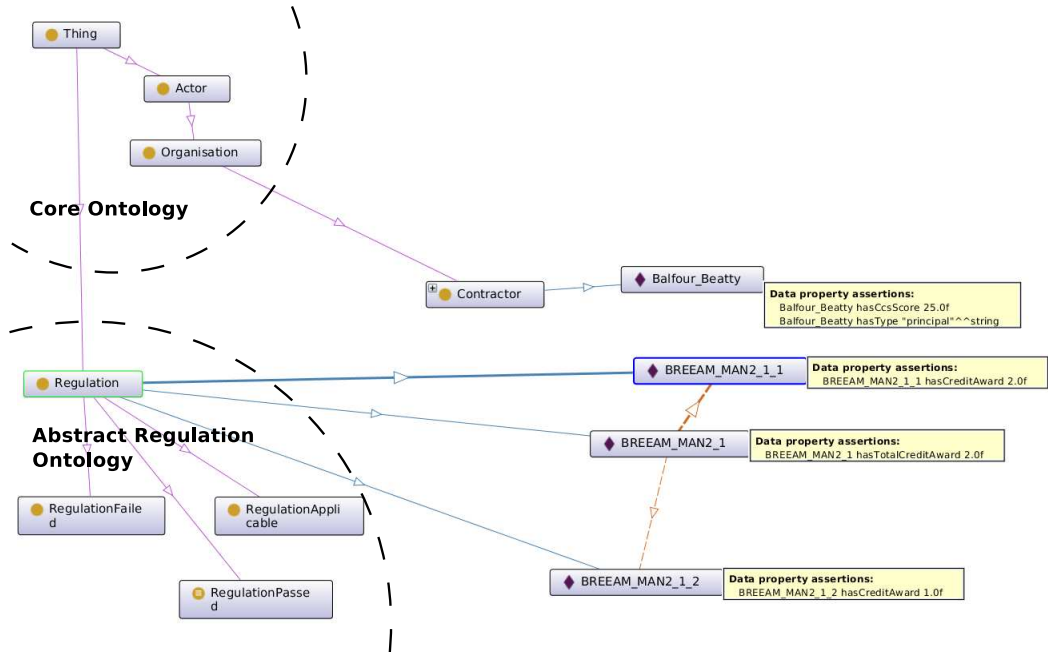 Thing
Actor
Organisation
Core Ontology
Contractor
Balfour_Beatty
Data property assertions:
Balfour_Beatty hasCcsScore 25.0f
Balfour_Beatty hasType "principal"^^string
Regulation
BREEAM_MAN2_1_1
Data property assertions:
BREEAM_MAN2_1_1 hasCreditAward 2.0f
Abstract Regulation
Ontology
BREEAM_MAN2_1
Data property assertions:
BREEAM_MAN2_1 hasTotalCreditAward 2.0f
RegulationFaile
d
RegulationAppli
cable
RegulationPasse
d
BREEAM_MAN2_1_2
Data property assertions:
BREEAM_MAN2_1_2 hasCreditAward 1.0f